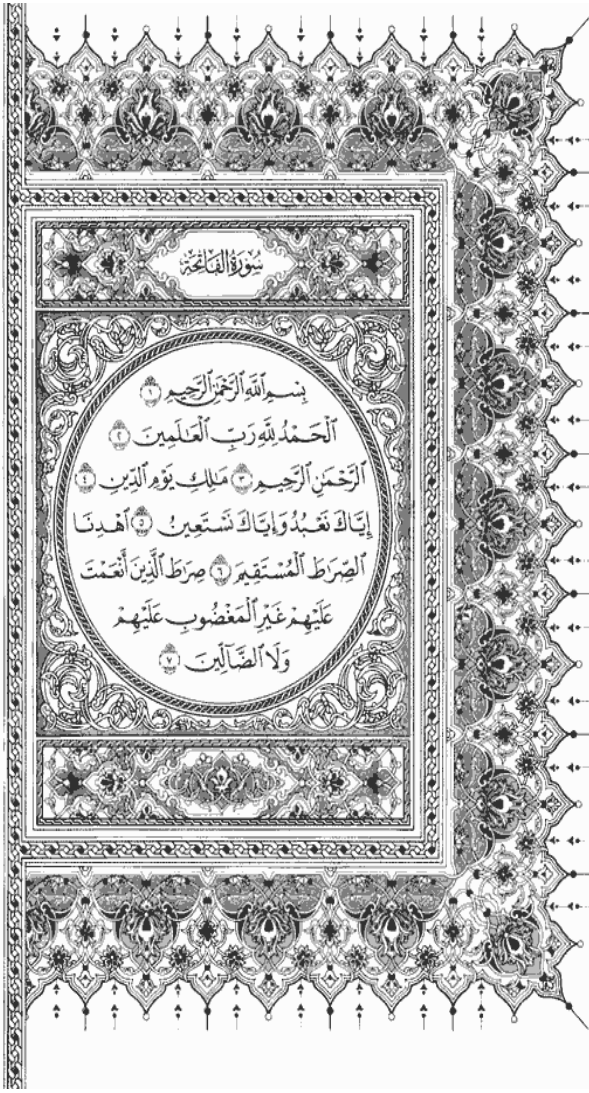 سُورَةُ الفَاتِحَةِ
بِسْمِ ٱللَّهِ ٱلرَّحْمَٰنِ ٱلرَّحِيمِ ١
ٱلْحَمْدُ لِلَّهِ رَبِّ ٱلْعَٰلَمِينَ ٢
ٱلرَّحْمَٰنِ ٱلرَّحِيمِ ٣ مَٰلِكِ يَوْمِ ٱلدِّينِ ٤
إِيَّاكَ نَعْبُدُ وَإِيَّاكَ نَسْتَعِينُ ٥ ٱهْدِنَا
ٱلصِّرَٰطَ ٱلْمُسْتَقِيمَ ٦ صِرَٰطَ ٱلَّذِينَ أَنْعَمْتَ
عَلَيْهِمْ غَيْرِ ٱلْمَغْضُوبِ عَلَيْهِمْ
وَلَا ٱلضَّآلِّينَ ٧